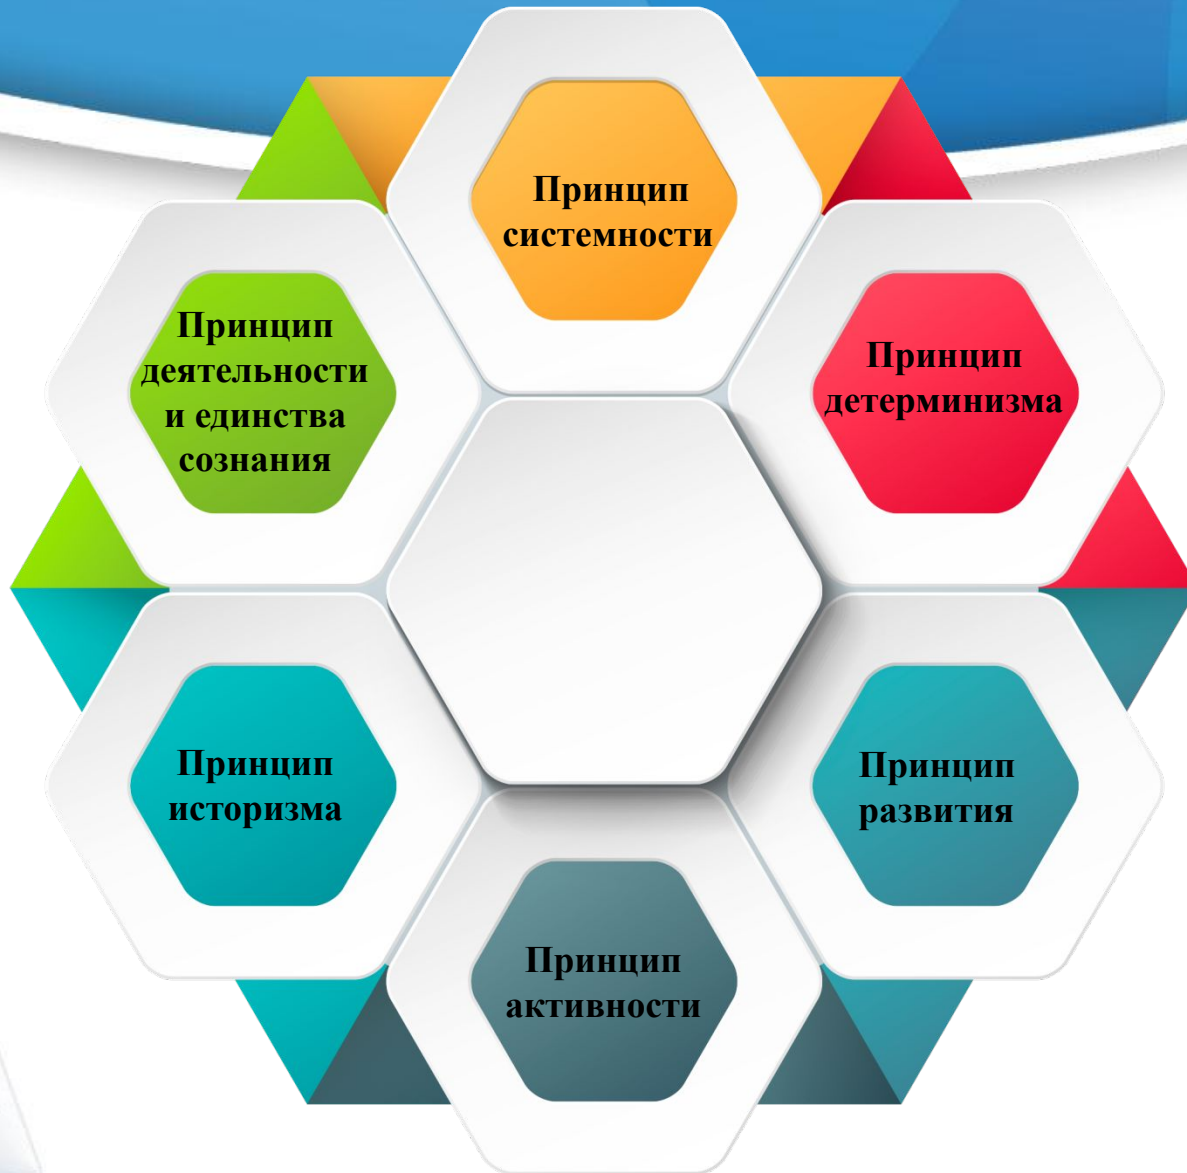 Принцип
системности
Принцип
деятельности
и единства
сознания
Принцип
детерминизма
Принцип
историзма
Принцип
развития
Принцип
активности